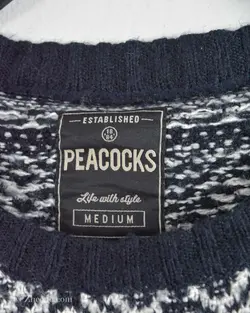 ESTABLISHED
18
84
PEACOCKS
Life with style
MEDIUM